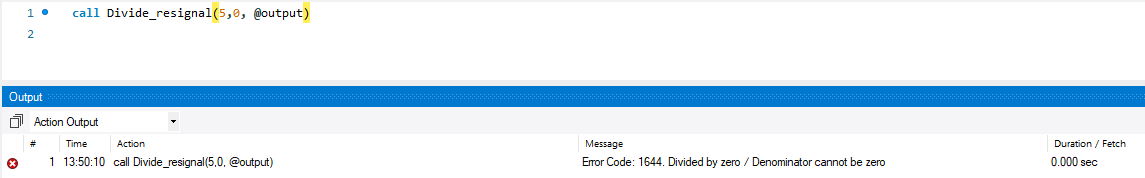 1 call Divide_resignal(5,0, @output)
2
Output
Action Output
# Time Action Message Duration / Fetch
1 13:50:10 call Divide_resignal(5,0, @output) Error Code: 1644. Divided by zero / Denominator cannot be zero 0.000 sec